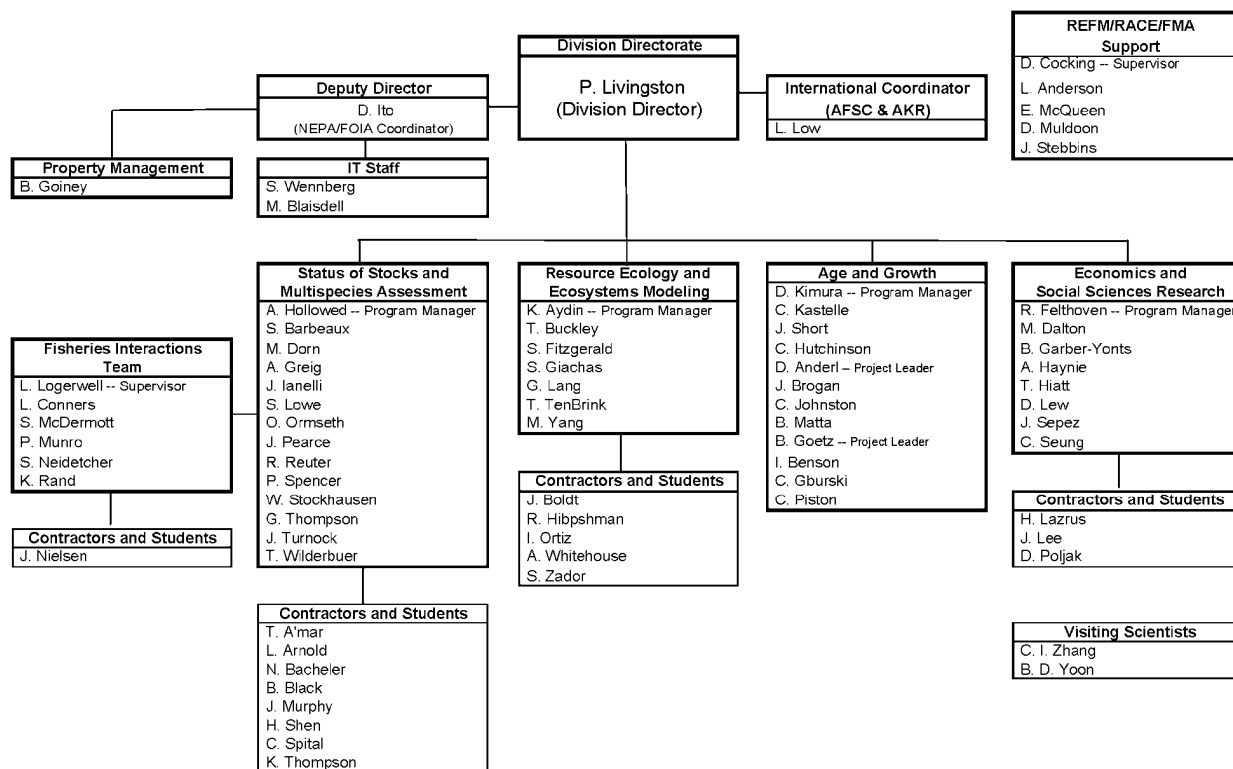 Division Directorate
P. Livingston
(Division Director)
Deputy Director
D. Ito
(NEPA/FOIA Coordinator)
International Coordinator
(AFSC & AKR)
L. Low
REFM/RACE/FMA
Support
D. Cocking -- Supervisor
L. Anderson
E. McQueen
D. Muldoon
J. Stebbins
Property Management
B. Goiney
IT Staff
S. Wennberg
M. Blaisdell
Fisheries Interactions
Team
L. Logerwell -- Supervisor
L. Conners
S. McDermott
P. Munro
S. Neidetcher
K. Rand
Contractors and Students
J. Nielsen
Status of Stocks and
Multispecies Assessment
A. Hollowed -- Program Manager
S. Barbeaux
M. Dorn
A. Greig
J. Ianelli
S. Lowe
O. Ormseth
J. Pearce
R. Reuter
P. Spencer
W. Stockhausen
G. Thompson
J. Turnock
T. Wilderbuer
Contractors and Students
T. A'mar
L. Arnold
N. Bacheler
B. Black
J. Murphy
H. Shen
C. Spital
K. Thompson
Resource Ecology and
Ecosystems Modeling
K. Aydin -- Program Manager
T. Buckley
S. Fitzgerald
S. Giachas
G. Lang
T. TenBrink
M. Yang
Contractors and Students
J. Boldt
R. Hibpshman
I. Ortiz
A. Whitehouse
S. Zador
Age and Growth
D. Kimura -- Program Manager
C. Kastelle
J. Short
C. Hutchinson
D. Anderl -- Project Leader
J. Brogan
C. Johnston
B. Matta
B. Goetz -- Project Leader
I. Benson
C. Gburski
C. Piston
Economics and
Social Sciences Research
R. Felthoven -- Program Manager
M. Dalton
B. Garber-Yonts
A. Haynie
T. Hiatt
D. Lew
J. Sepez
C. Seung
Contractors and Students
H. Lazrus
J. Lee
D. Poljak
Visiting Scientists
C. I. Zhang
B. D. Yoon